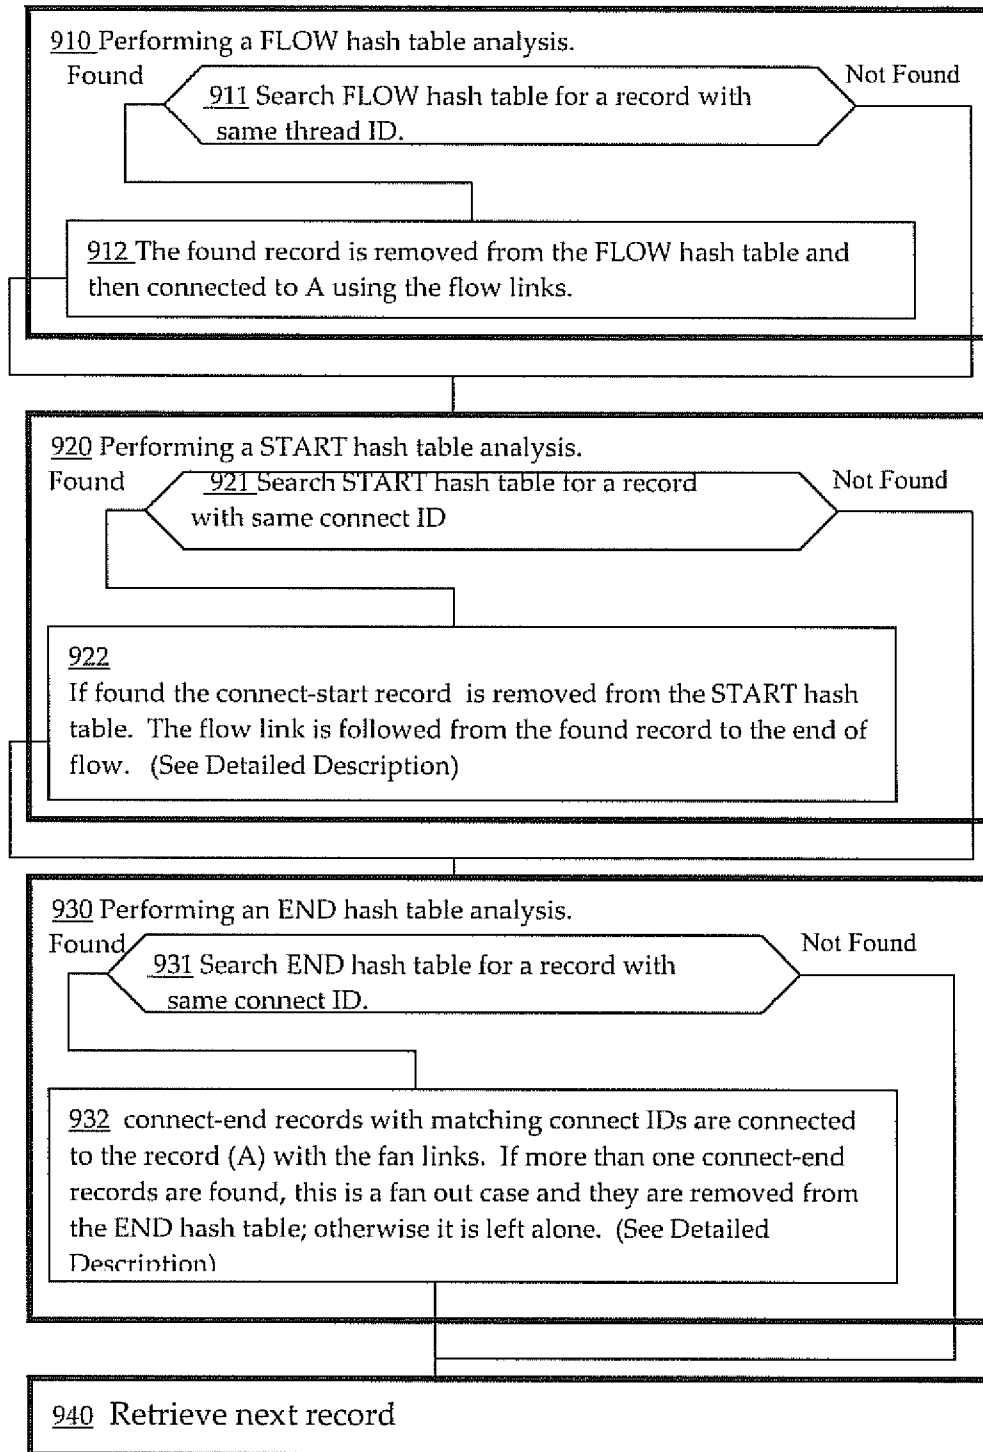 910 Performing a FLOW hash table analysis.
Found
Not Found
911 Search FLOW hash table for a record with
same thread ID.
912 The found record is removed from the FLOW hash table and
then connected to A using the flow links.
920 Performing a START hash table analysis.
Found
921 Search START hash table for a record
Not Found
with same connect ID
922
If found the connect-start record is removed from the START hash
table. The flow link is followed from the found record to the end of
flow. (See Detailed Description)
930 Performing an END hash table analysis.
Found
Not Found
931 Search END hash table for a record with
same connect ID.
932 connect-end records with matching connect IDs are connected
to the record (A) with the fan links. If more than one connect-end
records are found, this is a fan out case and they are removed from
the END hash table; otherwise it is left alone. (See Detailed
Description)
940 Retrieve next record